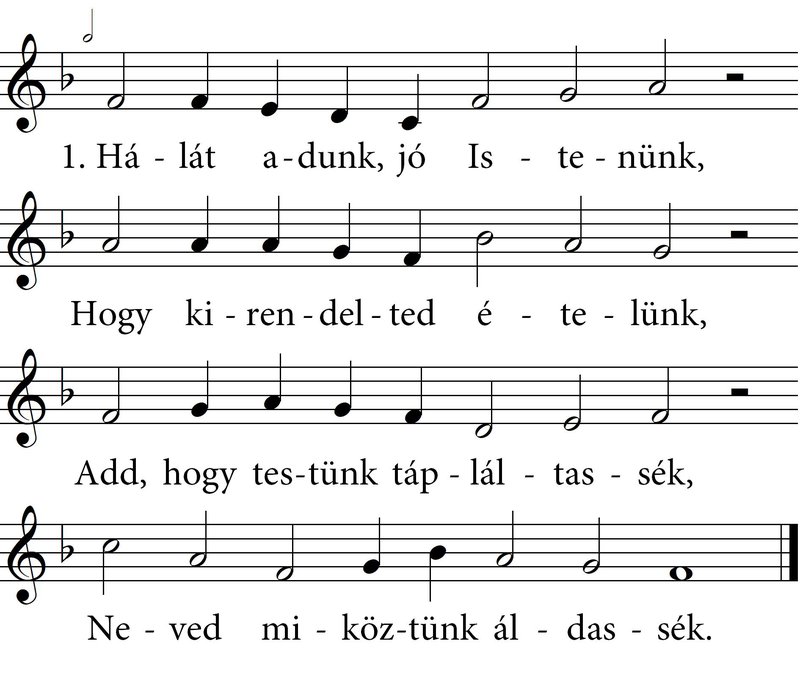 1. Há - lát a - dunk, jó Is - te - nünk,
Hogy ki - ren - del - ted é - te - lünk,
Add, hogy tes - tünk táp - lál - tas - sék,
Ne - ved mi - köz - tünk ál - das - sék.